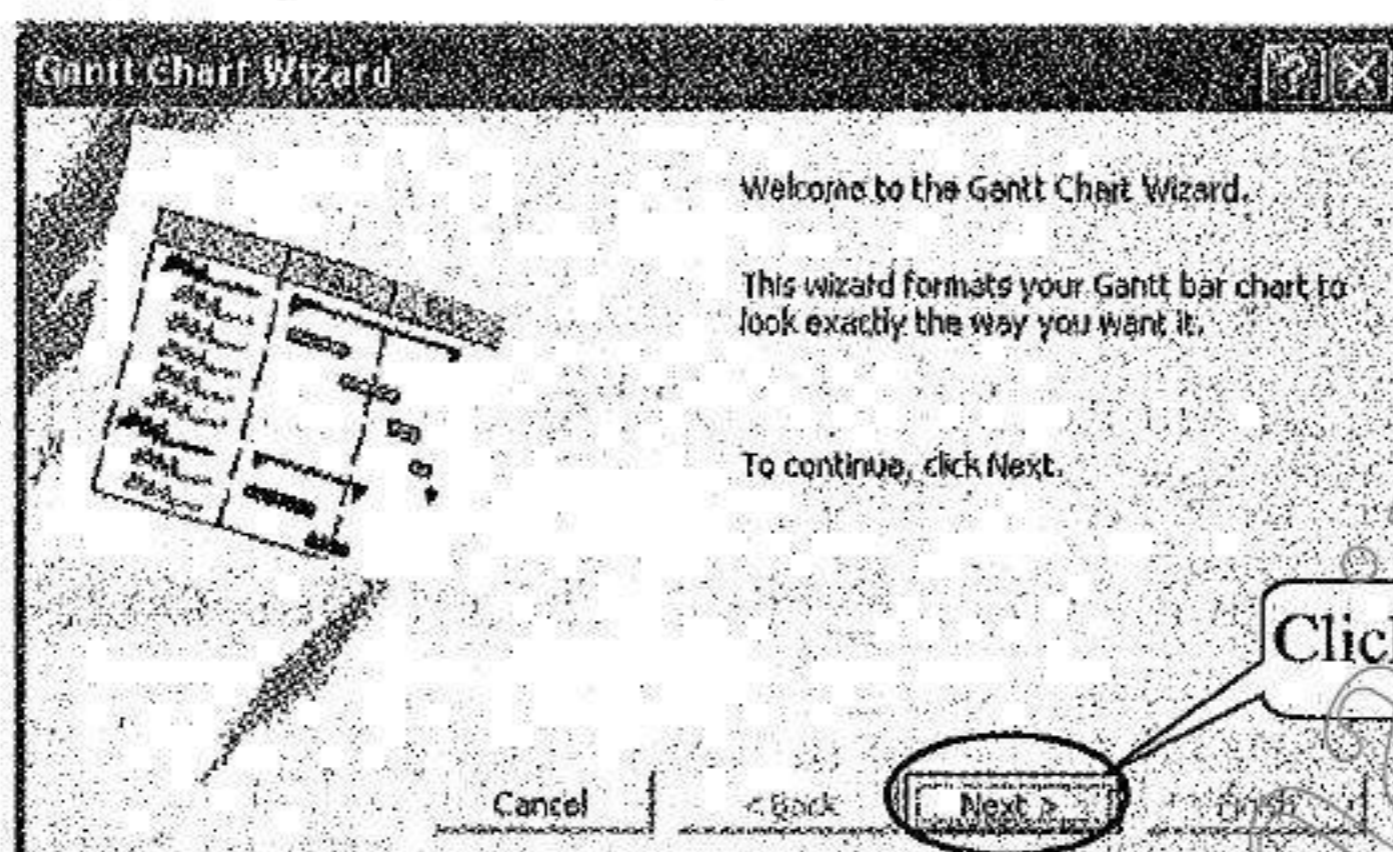 Gantt Chart Wizard
Welcome to the Gantt Chart Wizard.
This wizard formats your Gantt bar chart to
look exactly the way you want it.
To continue, click Next.
Clic
Cancel
< Back
Next >
Finish